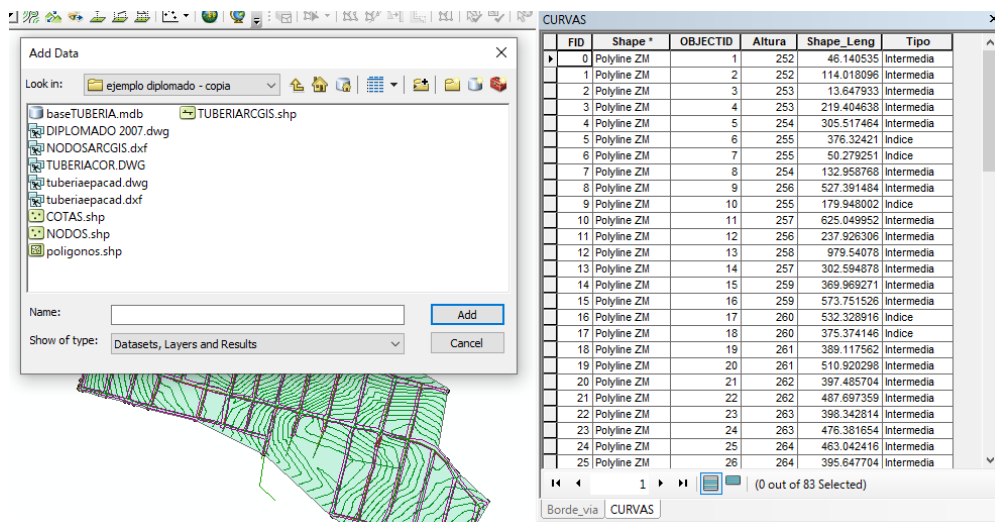 Add Data
Look in:
ejemplo diplomado - copia
baseTUBERIA.mdb
TUBERIARCGIS.shp
DIPLOMADO 2007.dwg
NODOSARCGIS.dxf
TUBERIACOR.DWG
tuberiaepacad.dwg
tuberiaepacad.dxf
COTAS.shp
NODOS.shp
poligonos.shp
Name:
Add
Show of type:
Datasets, Layers and Results
Cancel
CURVAS
FID Shape * OBJECTID Altura Shape_Leng Tipo
0 Polyline ZM 1 252 46.140535 Intermedia
1 Polyline ZM 2 252 114.018096 Intermedia
2 Polyline ZM 3 253 13.647933 Intermedia
3 Polyline ZM 4 253 219.404638 Intermedia
4 Polyline ZM 5 254 305.517464 Intermedia
5 Polyline ZM 6 255 376.32421 Indice
6 Polyline ZM 7 255 50.279251 Indice
7 Polyline ZM 8 254 132.958768 Intermedia
8 Polyline ZM 9 256 527.391484 Intermedia
9 Polyline ZM 10 255 179.948002 Indice
10 Polyline ZM 11 257 625.049952 Intermedia
11 Polyline ZM 12 256 237.926306 Intermedia
12 Polyline ZM 13 258 979.54078 Intermedia
13 Polyline ZM 14 257 302.594878 Intermedia
14 Polyline ZM 15 259 369.969271 Intermedia
15 Polyline ZM 16 259 573.751526 Intermedia
16 Polyline ZM 17 260 532.328916 Indice
17 Polyline ZM 18 260 375.374146 Indice
18 Polyline ZM 19 261 389.117562 Intermedia
19 Polyline ZM 20 261 510.920298 Intermedia
20 Polyline ZM 21 262 397.485704 Intermedia
21 Polyline ZM 22 262 487.697359 Intermedia
22 Polyline ZM 23 263 398.342814 Intermedia
23 Polyline ZM 24 263 476.381654 Intermedia
24 Polyline ZM 25 264 463.042416 Intermedia
25 Polyline ZM 26 264 395.647704 Intermedia
1
(0 out of 83 Selected)
Borde_via CURVAS